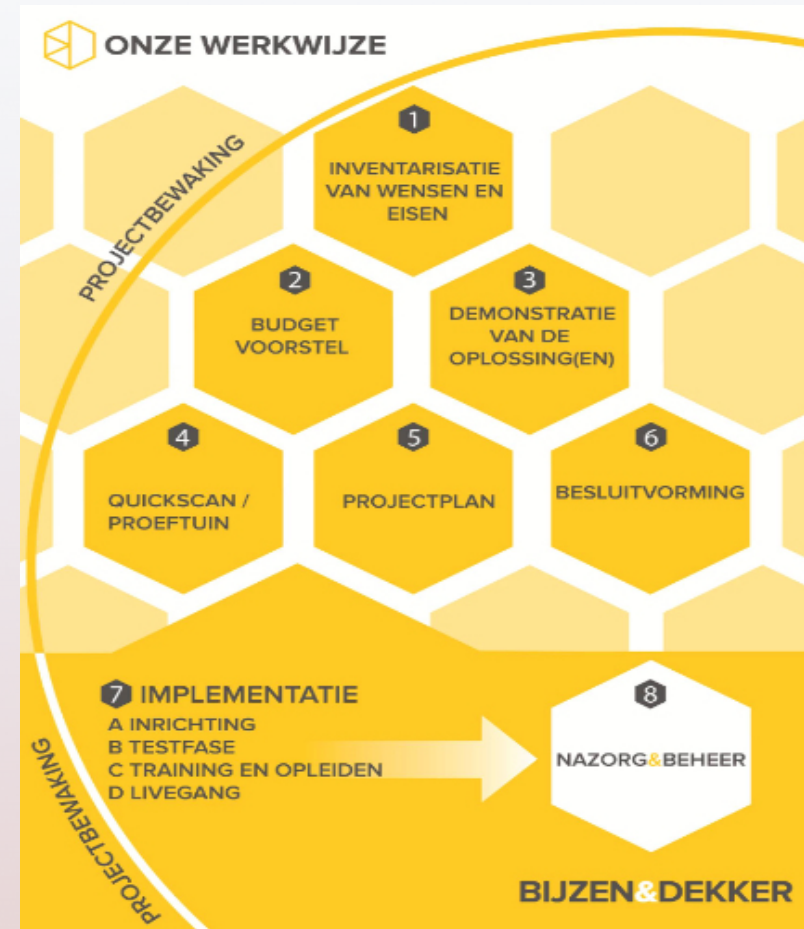 ONZE WERKWIJZE
PROJECTBEWAKING
1
INVENTARISATIE
VAN WENSEN EN
EISEN
2
BUDGET
VOORSTEL
3
DEMONSTRATIE
VAN DE
OPLOSSING(EN)
4
QUICKSCAN /
PROEFTUIN
5
PROJECTPLAN
6
BESLUITVORMING
7 IMPLEMENTATIE
A INRICHTING
B TESTFASE
C TRAINING EN OPLEIDEN
D LIVEGANG
8
NAZORG&BEHEER
PROJECTBEWAKING
BIJZEN&DEKKER